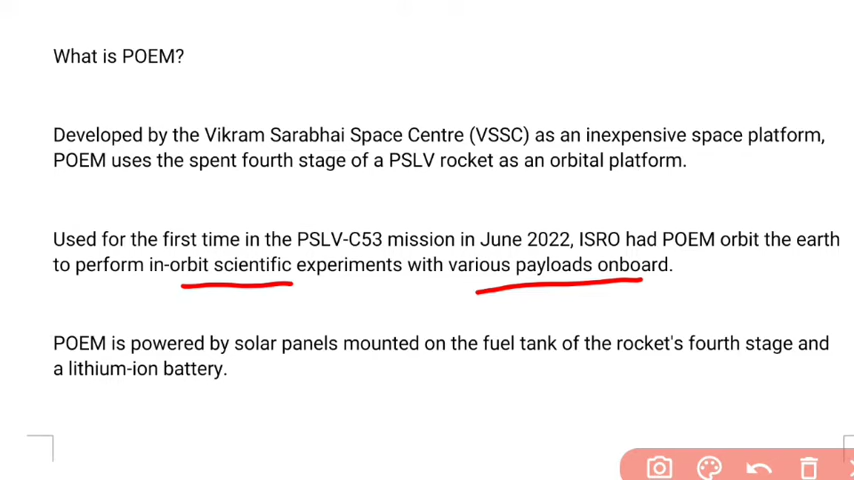 What is POEM?
Developed by the Vikram Sarabhai Space Centre (VSSC) as an inexpensive space platform,
POEM uses the spent fourth stage of a PSLV rocket as an orbital platform.
Used for the first time in the PSLV-C53 mission in June 2022, ISRO had POEM orbit the earth
to perform in-orbit scientific experiments with various payloads onboard.
POEM is powered by solar panels mounted on the fuel tank of the rocket's fourth stage and
a lithium-ion battery.